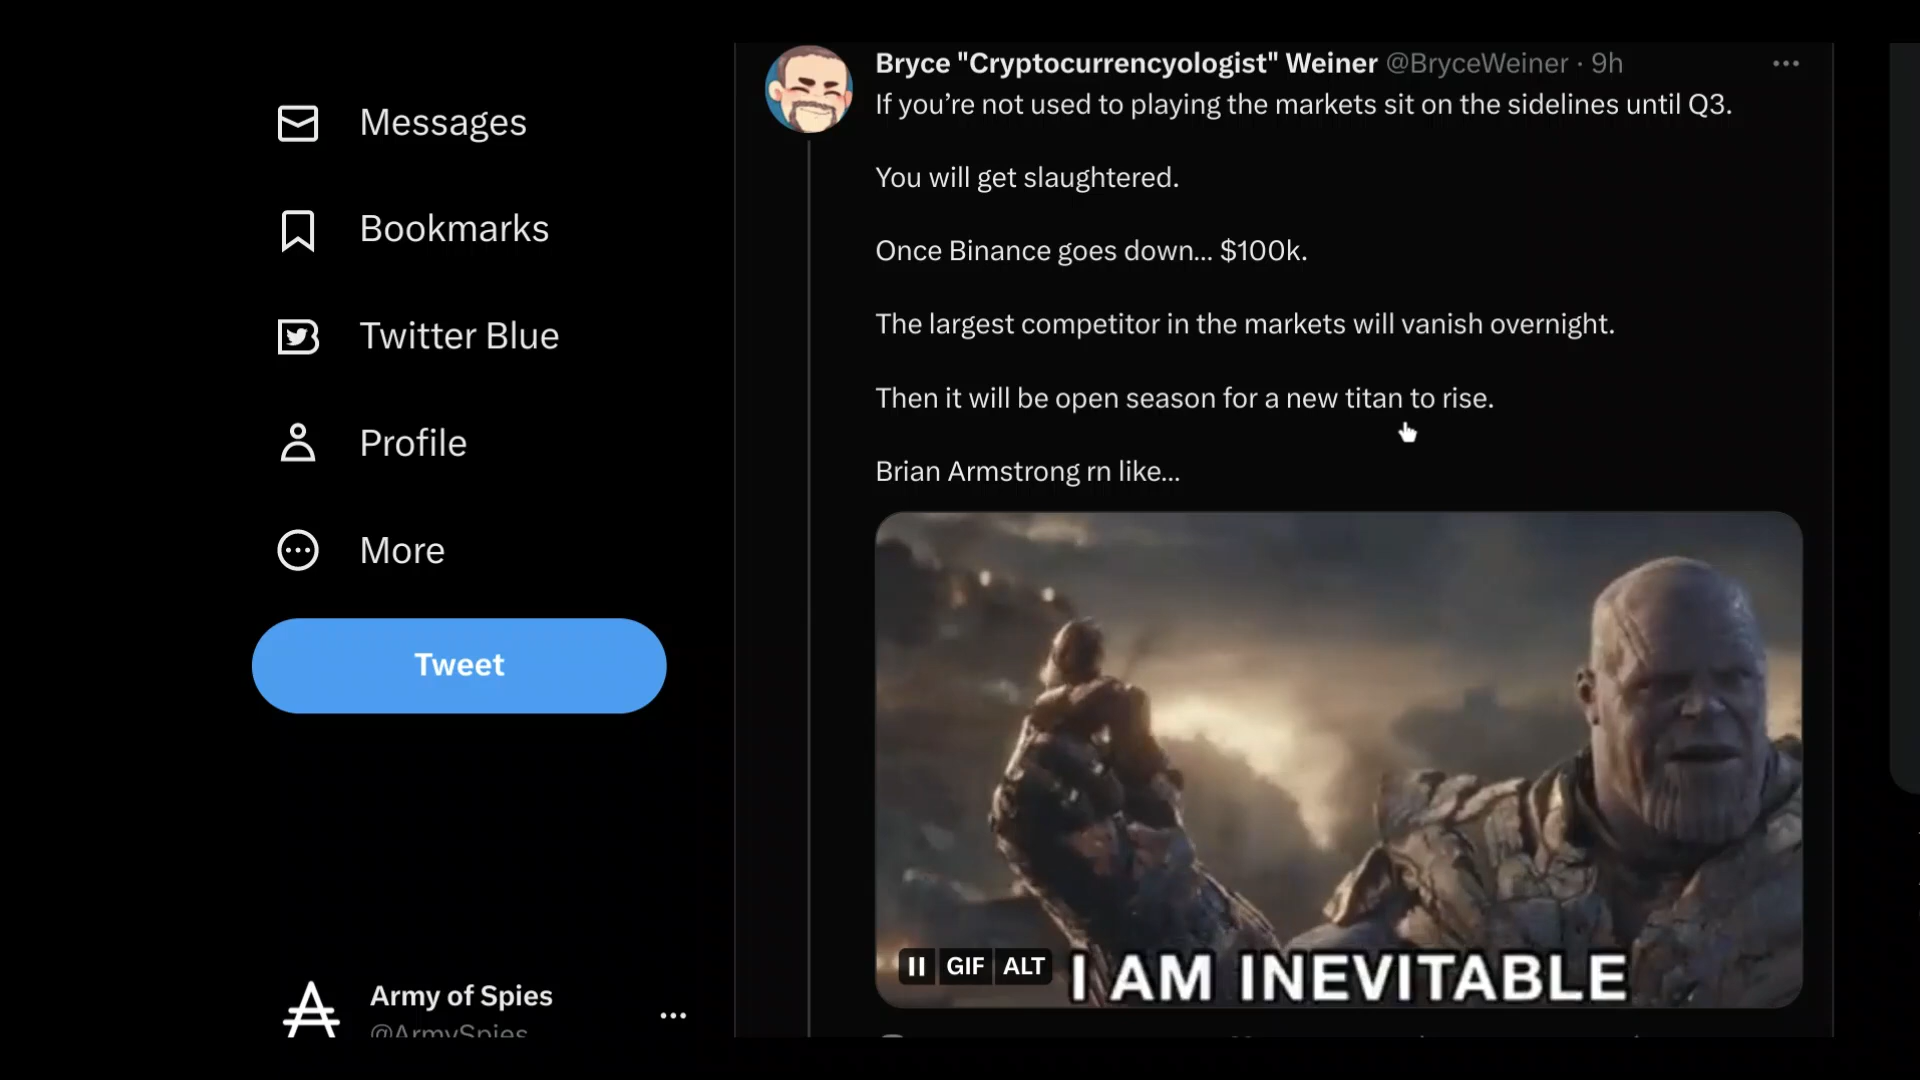 Messages
Bookmarks
Twitter Blue
Profile
More
Tweet
Army of Spies
@ArmySpies
Bryce "Cryptocurrencyologist" Weiner @BryceWeiner · 9h
If you’re not used to playing the markets sit on the sidelines until Q3.
You will get slaughtered.
Once Binance goes down... $100k.
The largest competitor in the markets will vanish overnight.
Then it will be open season for a new titan to rise.
Brian Armstrong rn like...
GIF ALT
I AM INEVITABLE